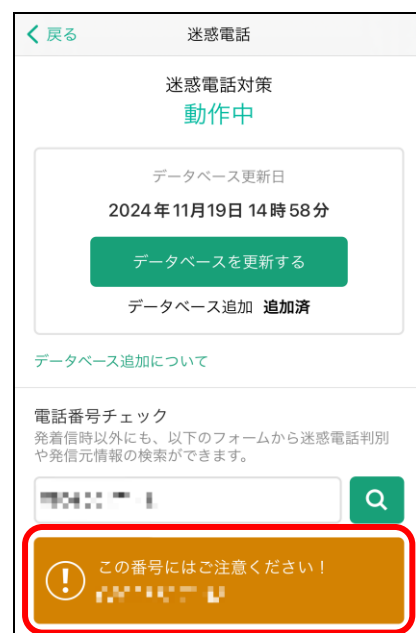 戻る 迷惑電話
迷惑電話対策
動作中
データベース更新日
2024年11月19日 14時58分
データベースを更新する
データベース追加 追加済
データベース追加について
電話番号チェック
発着信時以外にも、以下のフォームから迷惑電話判別
や発信元情報の検索ができます。
この番号にはご注意ください！